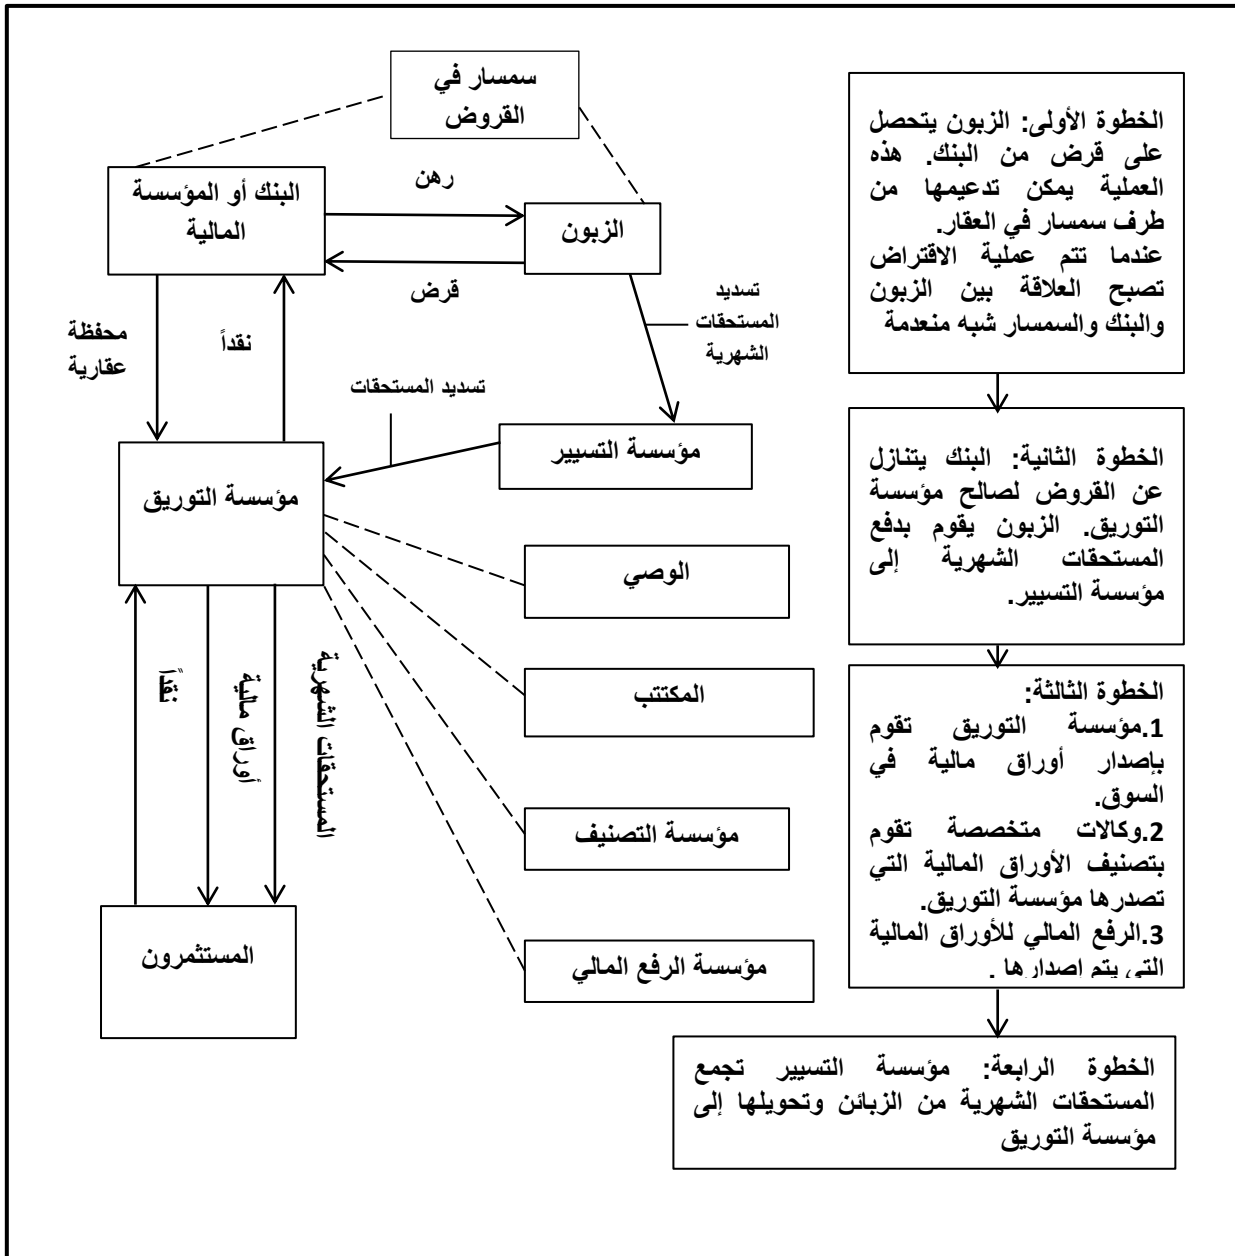 سمسار في
القروض
البنك أو المؤسسة
المالية
رهن
الزبون
قرض
تسديد
المستحقات
الشهرية
محفظة
عقارية
نقداً
تسديد المستحقات
مؤسسة التسيير
مؤسسة التوريق
الوصي
المكتتب
مؤسسة التصنيف
مؤسسة الرفع المالي
نقداً
أوراق مالية
المستحقات الشهرية
المستثمرون
الخطوة الأولى: الزبون يتحصل
على قرض من البنك. هذه
العملية يمكن تدعيمها من
طرف سمسار في العقار.
عندما تتم عملية الاقتراض
تصبح العلاقة بين الزبون
والبنك والسمسار شبه منعدمة
الخطوة الثانية: البنك يتنازل
عن القروض لصالح مؤسسة
التوريق. الزبون يقوم بدفع
المستحقات الشهرية إلى
مؤسسة التسيير.
الخطوة الثالثة:
1.مؤسسة التوريق تقوم
بإصدار أوراق مالية في
السوق.
2.وكالات متخصصة تقوم
بتصنيف الأوراق المالية التي
تصدرها مؤسسة التوريق.
3.الرفع المالي للأوراق المالية
التي يتم إصدارها .
الخطوة الرابعة: مؤسسة التسيير تجمع
المستحقات الشهرية من الزبائن وتحويلها إلى
مؤسسة التوريق